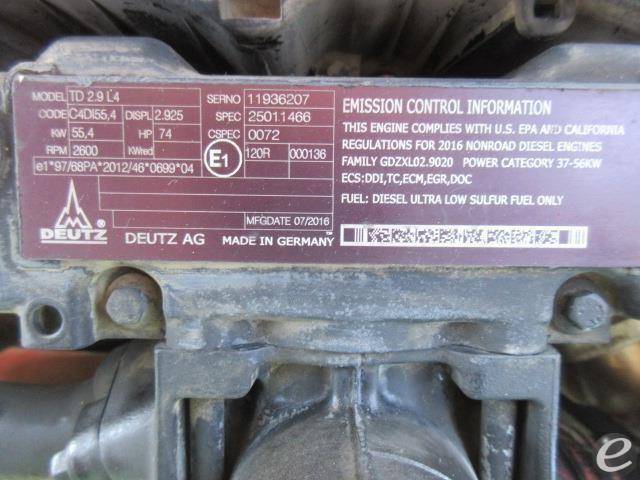 MODEL TD 2.9 L4
CODE C4DI55,4 DISPL 2.925
KW 55,4 HP 74
RPM 2600 KWred
e1*97/68PA*2012/46*0699*04
SERNO 11936207
SPEC 25011466
CSPEC 0072
E1 120R 000136
MFGDATE 07/2016
DEUTZ DEUTZ AG MADE IN GERMANY
EMISSION CONTROL INFORMATION
THIS ENGINE COMPLIES WITH U.S. EPA AND CALIFORNIA
REGULATIONS FOR 2016 NONROAD DIESEL ENGINES
FAMILY GDZXL02.9020 POWER CATEGORY 37-56KW
ECS:DDI,TC,ECM,EGR,DOC
FUEL: DIESEL ULTRA LOW SULFUR FUEL ONLY
e